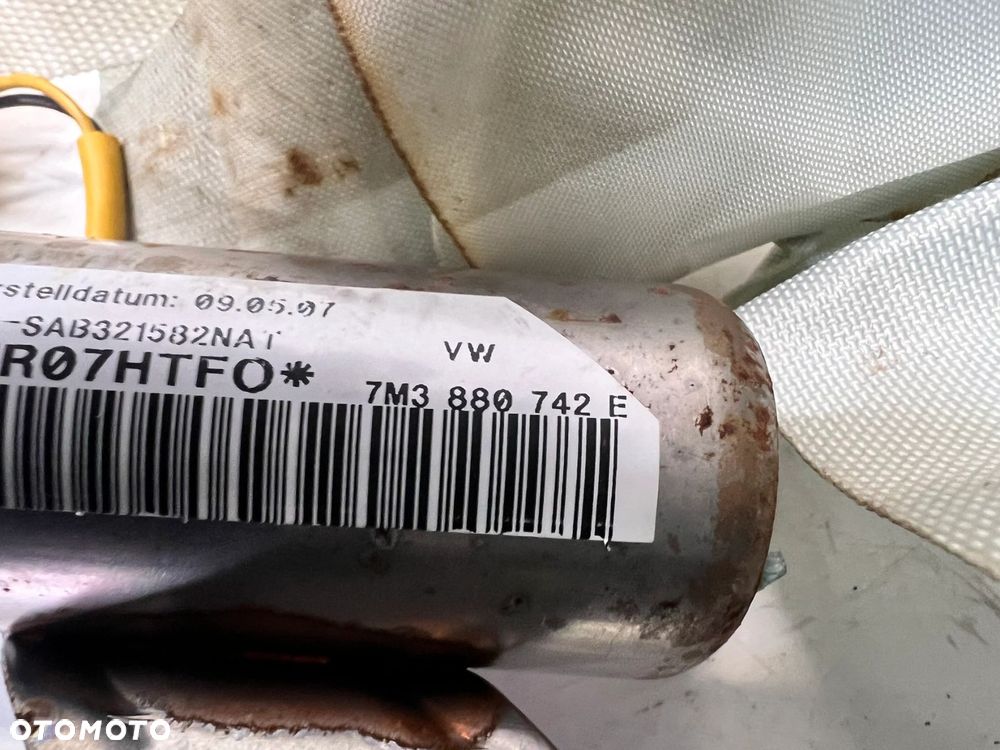 rstelldatum: 09.05.07
-SAB321582NAT
R07HTFO*
VW
7M3 880 742 E
OTOMOTO